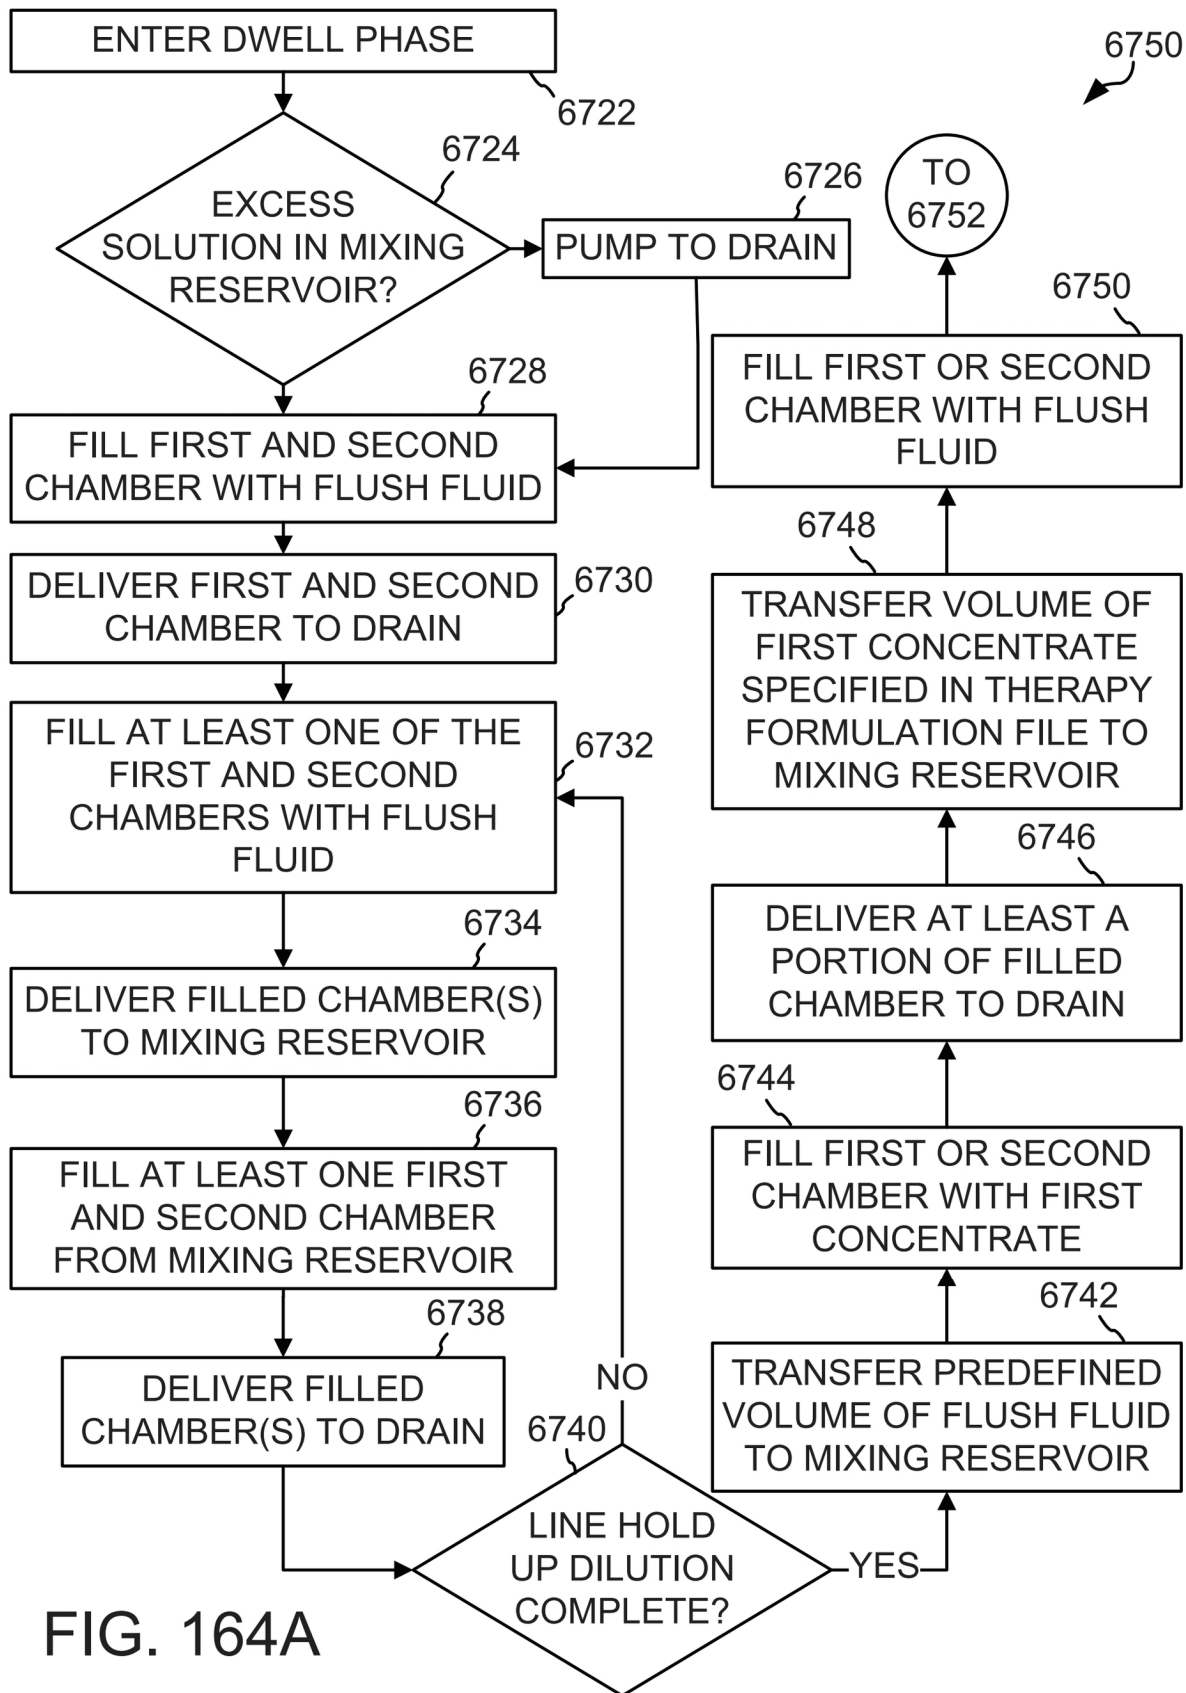 ENTER DWELL PHASE
6722
6724
EXCESS
SOLUTION IN MIXING
RESERVOIR?
6726
PUMP TO DRAIN
6728
FILL FIRST AND SECOND
CHAMBER WITH FLUSH FLUID
6730
DELIVER FIRST AND SECOND
CHAMBER TO DRAIN
6732
FILL AT LEAST ONE OF THE
FIRST AND SECOND
CHAMBERS WITH FLUSH
FLUID
6734
DELIVER FILLED CHAMBER(S)
TO MIXING RESERVOIR
6736
FILL AT LEAST ONE FIRST
AND SECOND CHAMBER
FROM MIXING RESERVOIR
6738
DELIVER FILLED
CHAMBER(S) TO DRAIN
6740
LINE HOLD
UP DILUTION
COMPLETE?
NO
YES
6742
TRANSFER PREDEFINED
VOLUME OF FLUSH FLUID
TO MIXING RESERVOIR
6744
FILL FIRST OR SECOND
CHAMBER WITH FIRST
CONCENTRATE
6746
DELIVER AT LEAST A
PORTION OF FILLED
CHAMBER TO DRAIN
6748
TRANSFER VOLUME OF
FIRST CONCENTRATE
SPECIFIED IN THERAPY
FORMULATION FILE TO
MIXING RESERVOIR
6750
FILL FIRST OR SECOND
CHAMBER WITH FLUSH
FLUID
TO
6752
6750
FIG. 164A